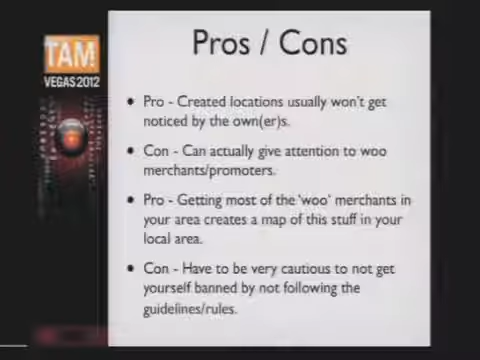 TAM!
VEGAS 2012
Pros / Cons
• Pro - Created locations usually won't get
noticed by the own(er)s.
• Con - Can actually give attention to woo
merchants/promoters.
• Pro - Getting most of the 'woo' merchants in
your area creates a map of this stuff in your
local area.
• Con - Have to be very cautious to not get
yourself banned by not following the
guidelines/rules.